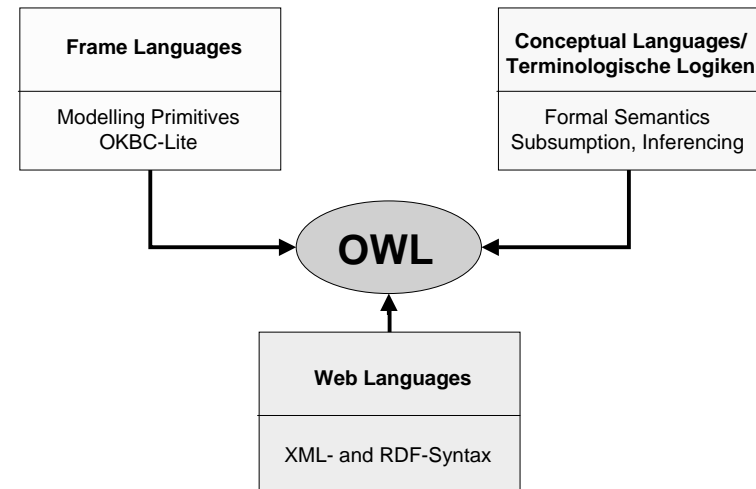 Frame Languages
Modelling Primitives
OKBC-Lite
Conceptual Languages/
Terminologische Logiken
Formal Semantics
Subsumption, Inferencing
OWL
Web Languages
XML- and RDF-Syntax